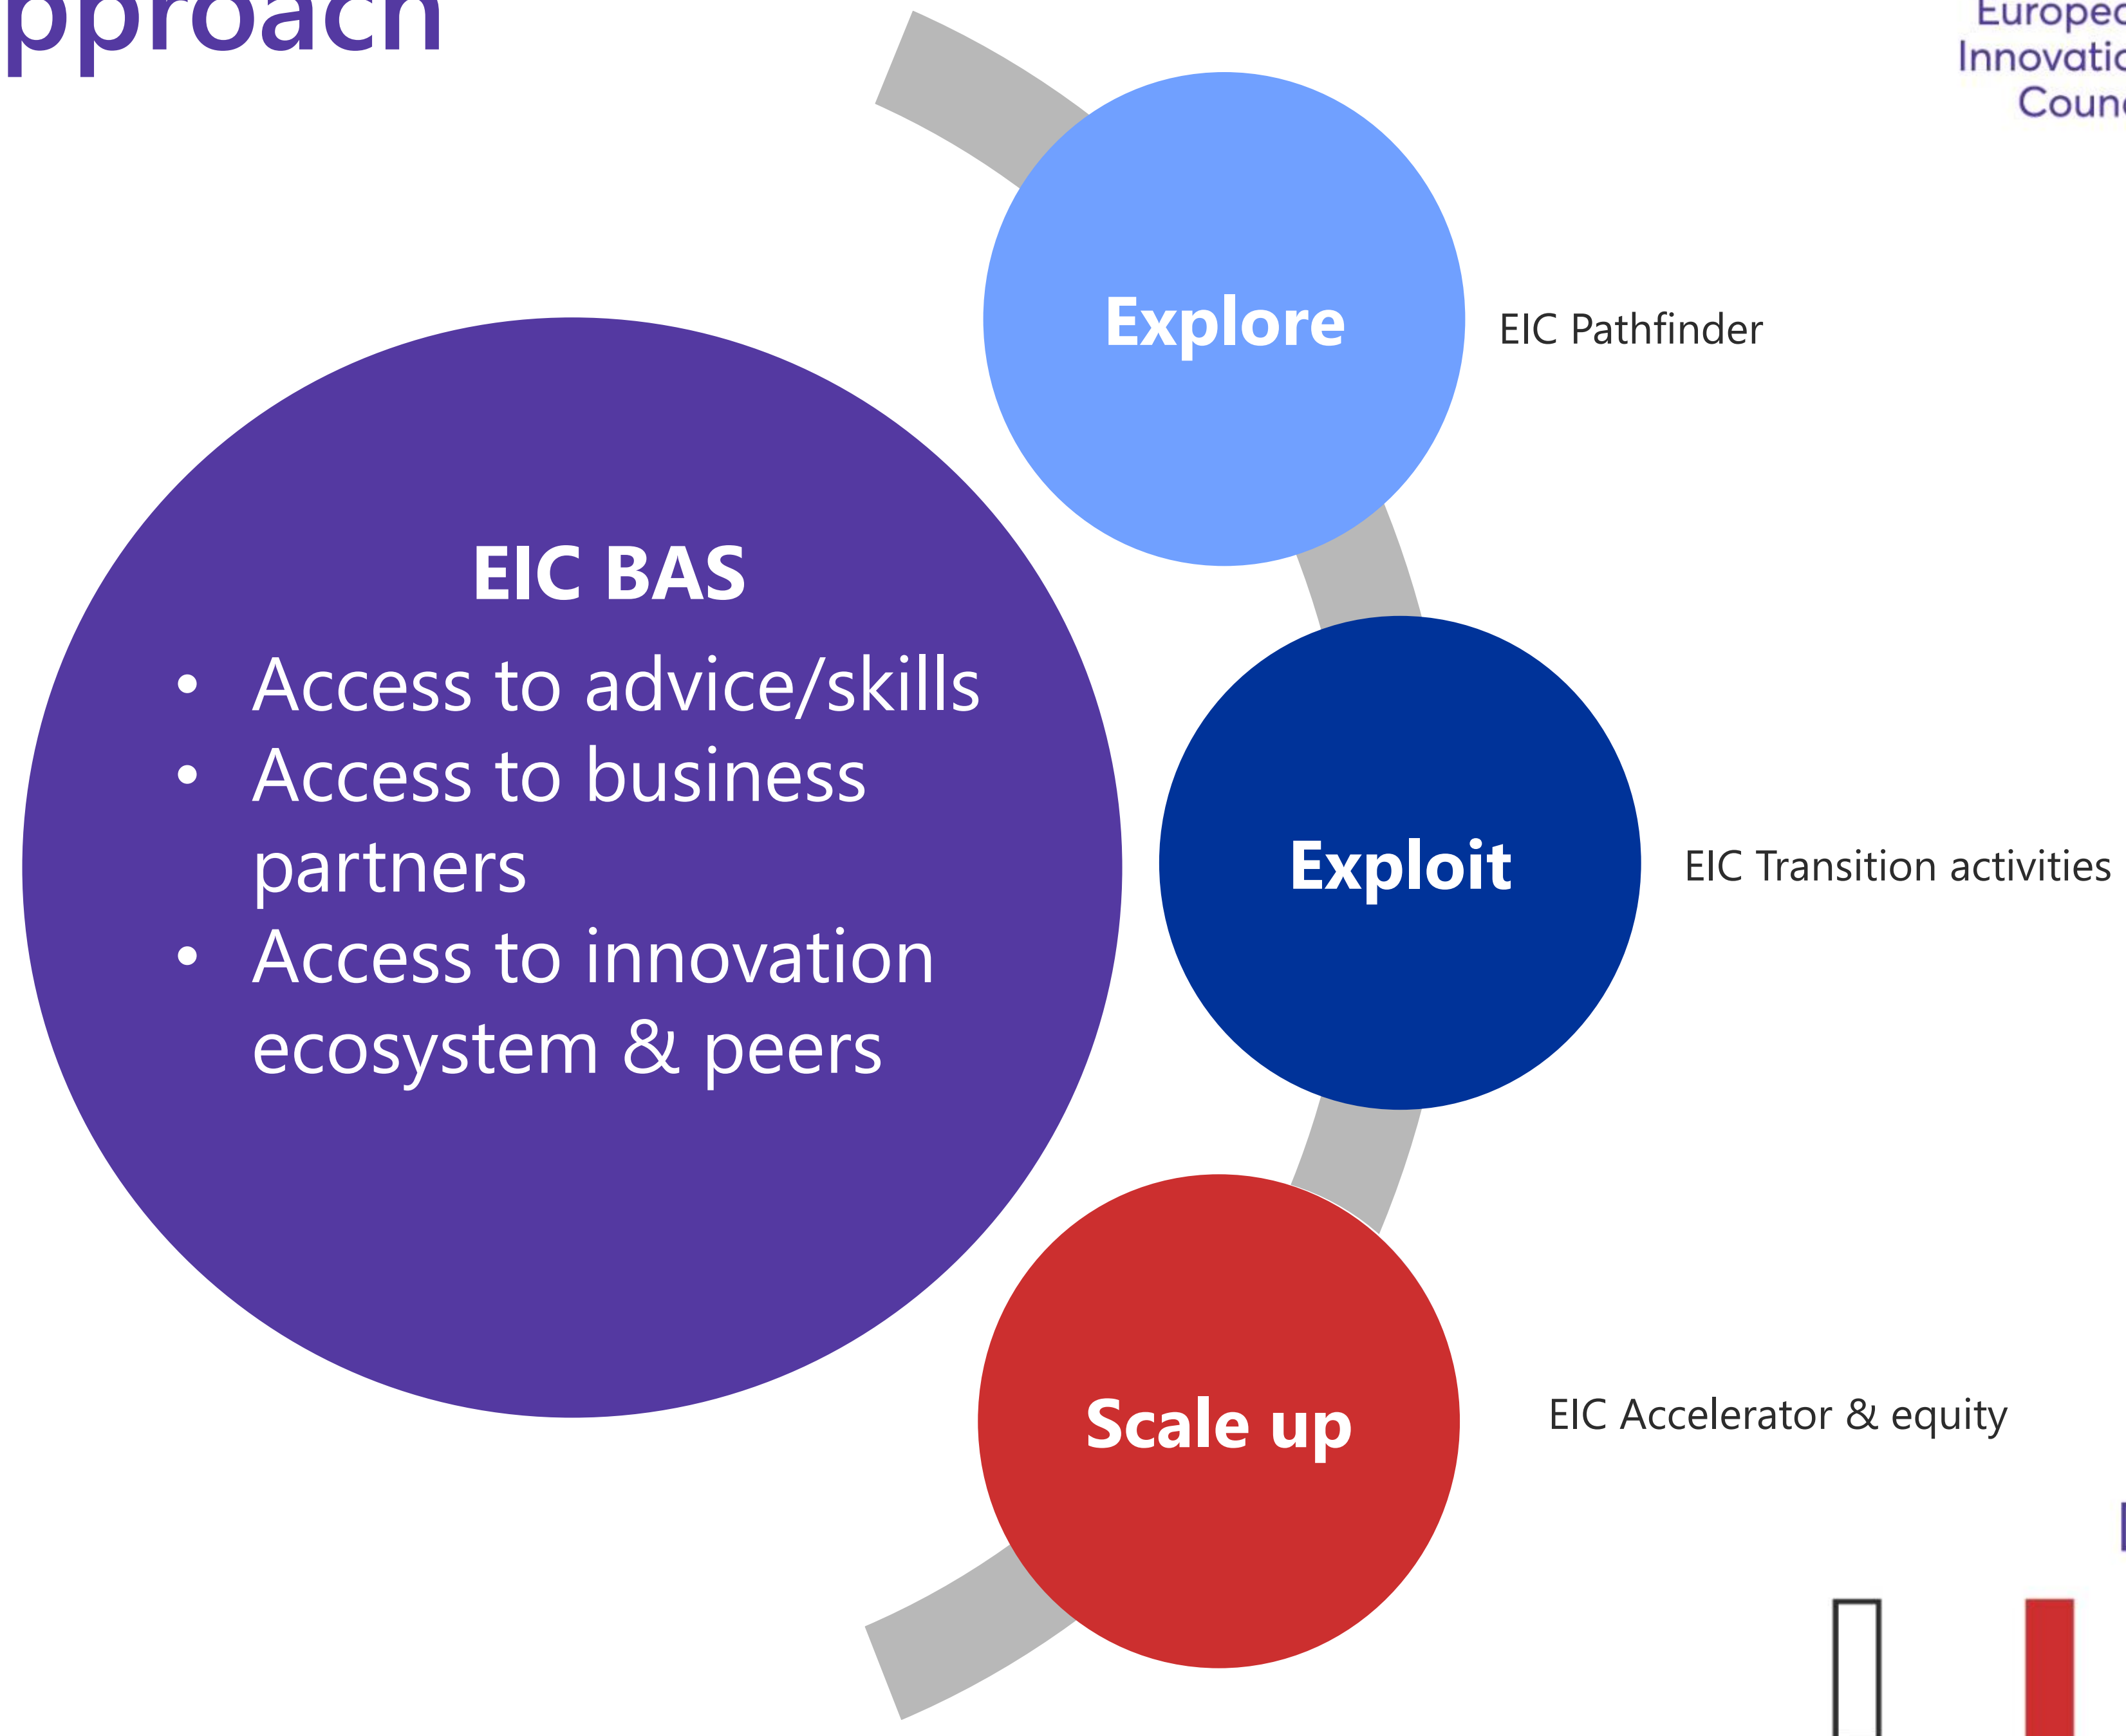 pproach
Europe
Innovati
Coun
Explore
EIC Pathfinder
EIC BAS
• Access to advice/skills
• Access to business
partners
• Access to innovation
ecosystem & peers
Exploit
EIC Transition activities
Scale up
EIC Accelerator & equity